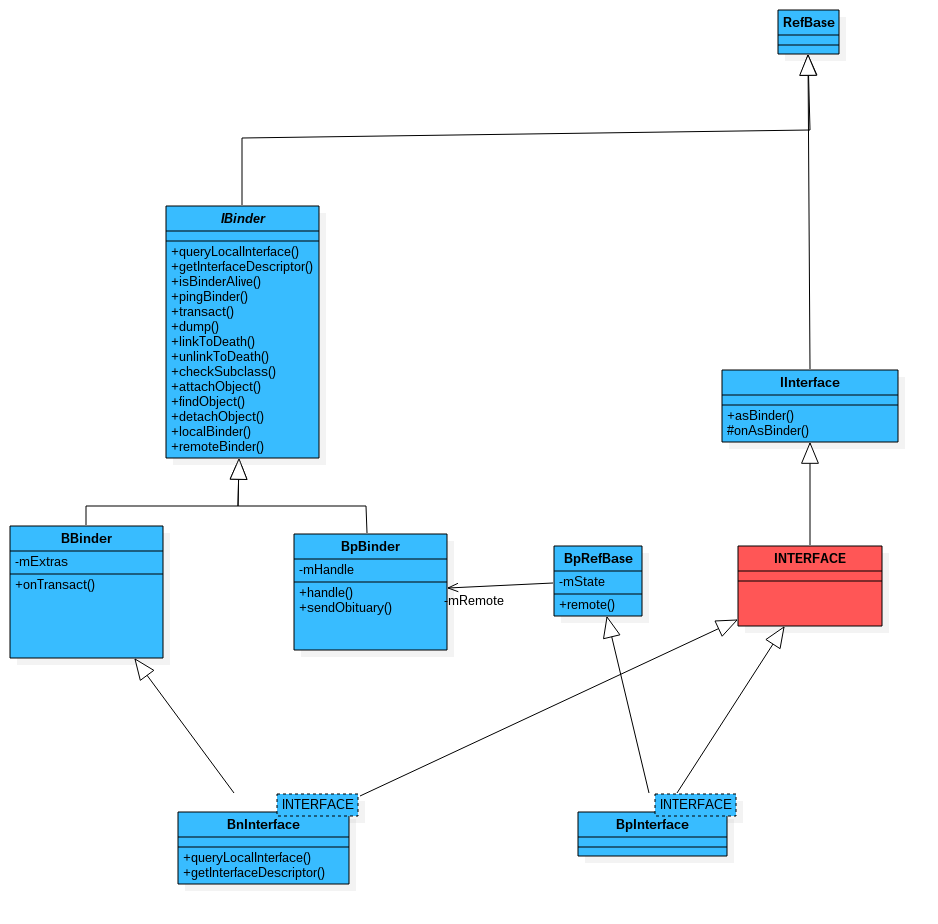 RefBase
IBinder
+queryLocalInterface()
+getInterfaceDescriptor()
+isBinderAlive()
+pingBinder()
+transact()
+dump()
+linkToDeath()
+unlinkToDeath()
+checkSubclass()
+attachObject()
+findObject()
+detachObject()
+localBinder()
+remoteBinder()
IInterface
+asBinder()
#onAsBinder()
BBinder
-mExtras
+onTransact()
BpBinder
-mHandle
+handle()
+sendObituary()
-mRemote
BpRefBase
-mState
+remote()
INTERFACE
INTERFACE
BnInterface
+queryLocalInterface()
+getInterfaceDescriptor()
INTERFACE
BpInterface